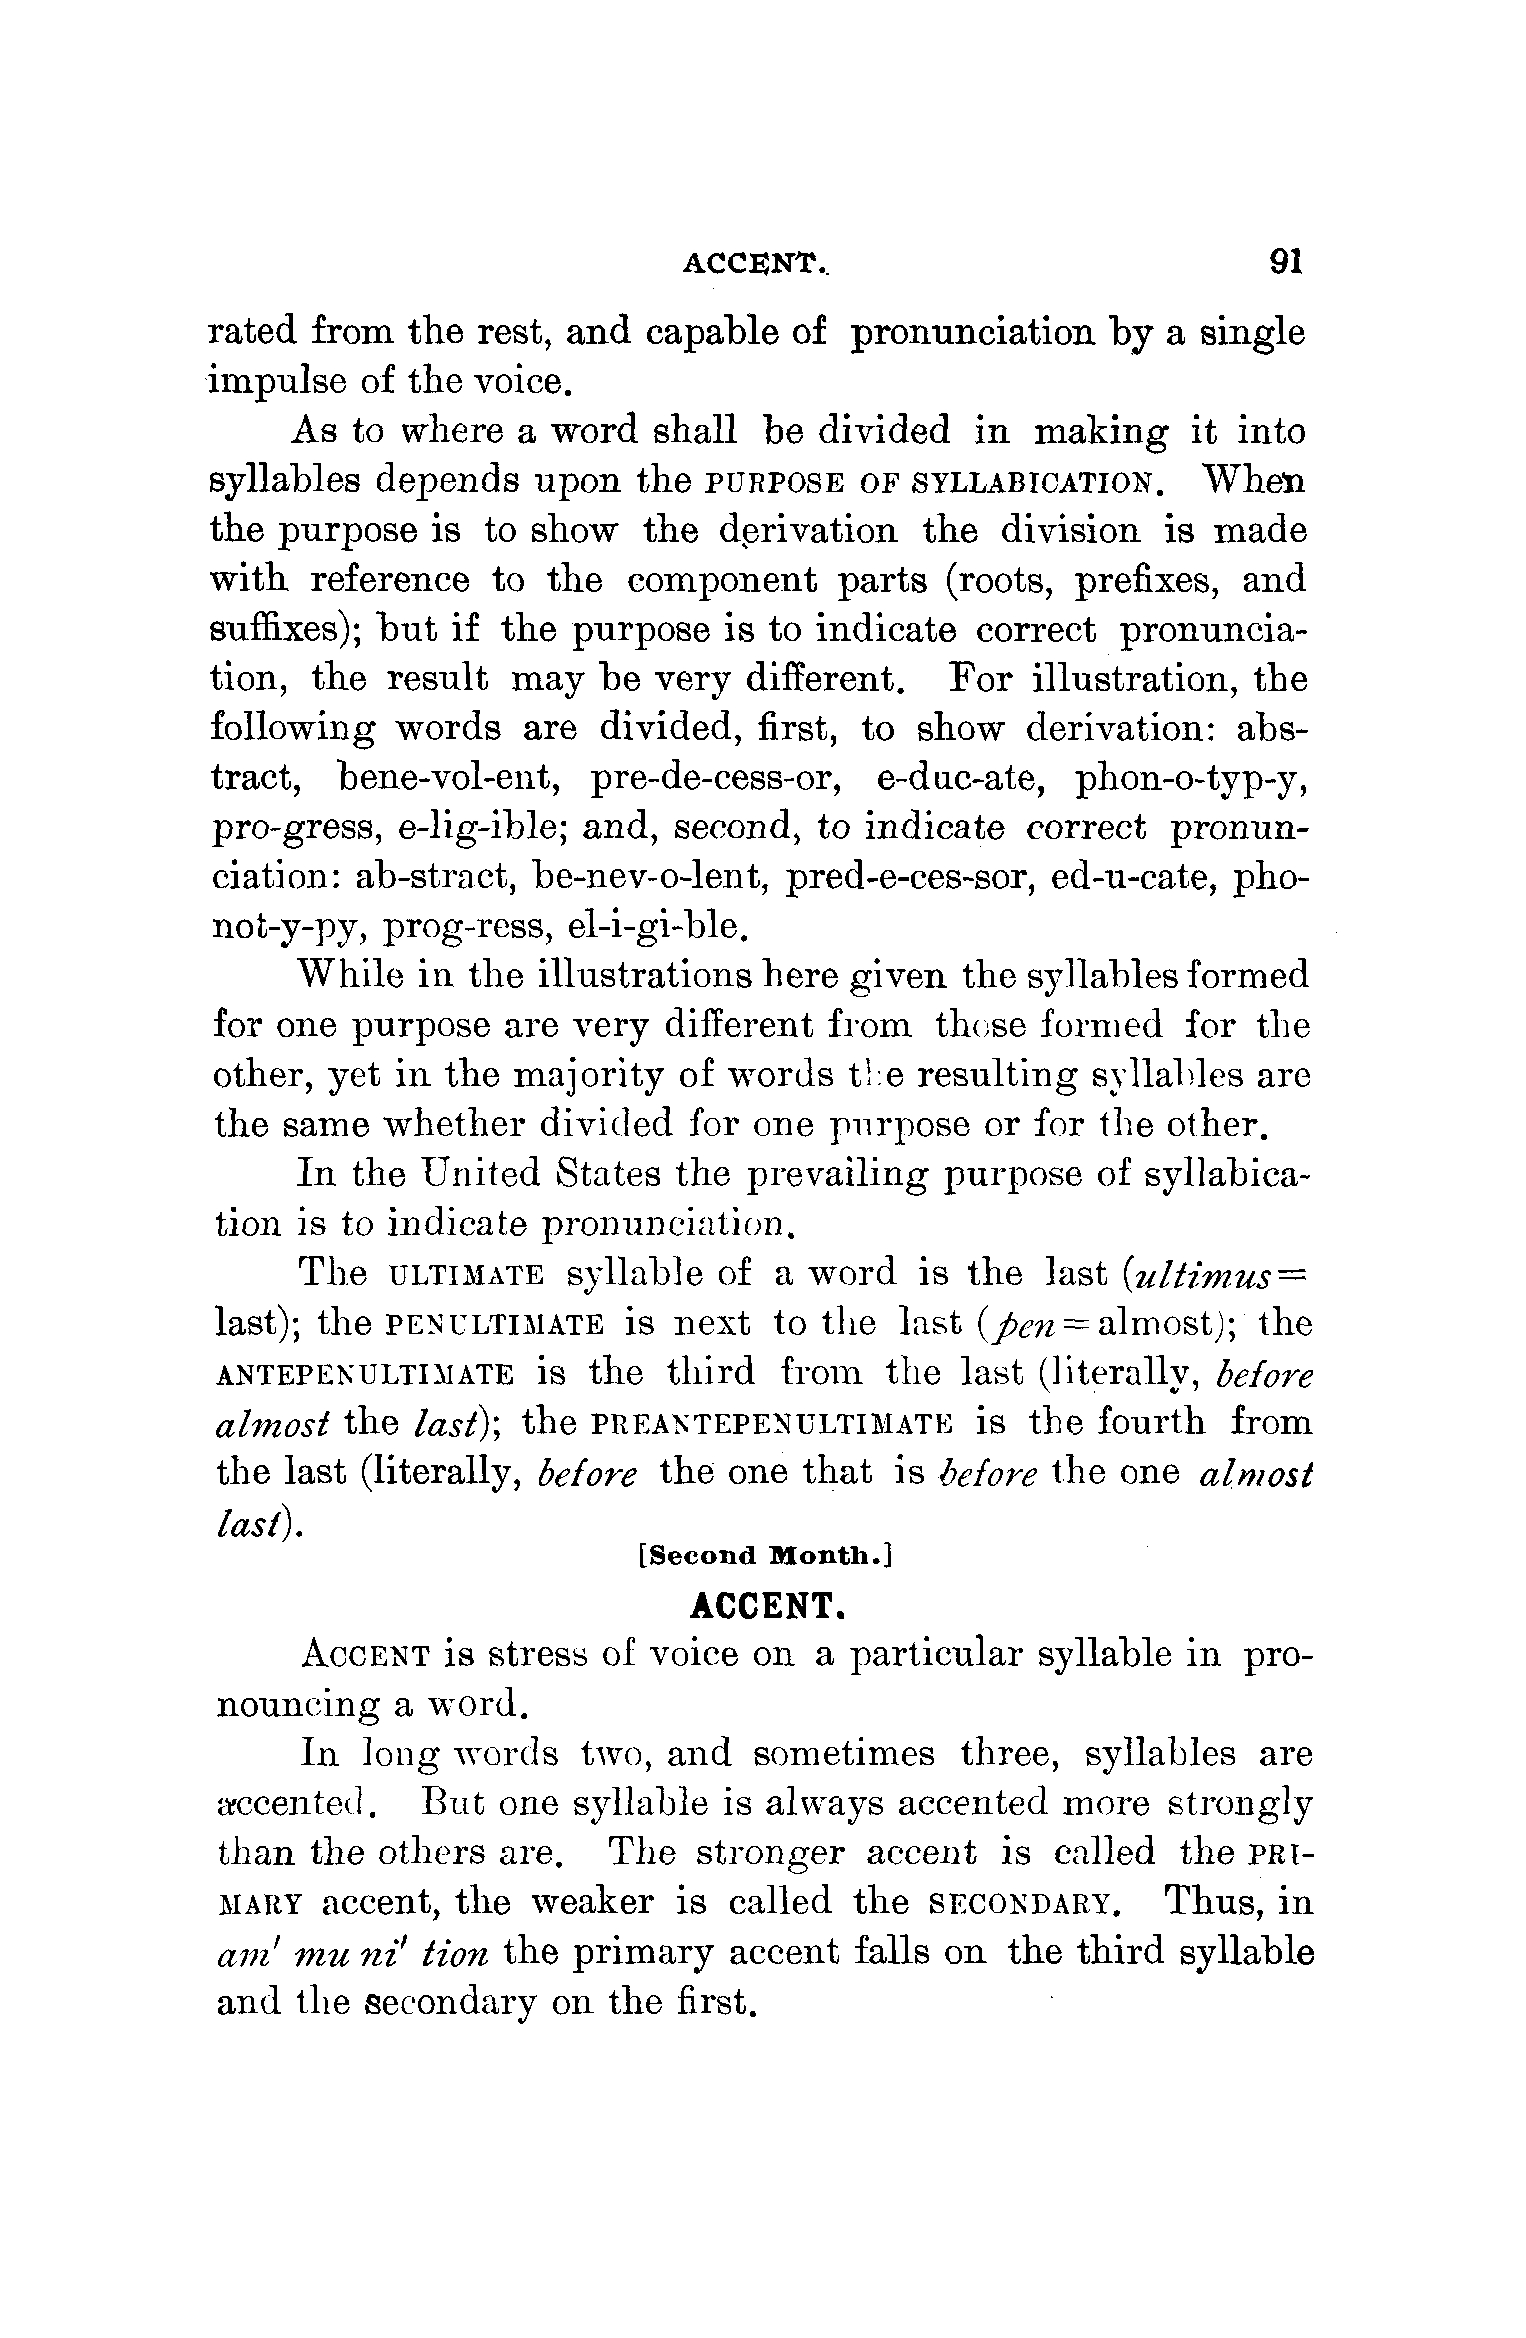 ACCENT. 91
rated from the rest, and capable of pronunciation by a single
impulse of the voice.
As to where a word shall be divided in making it into
syllables depends upon the PURPOSE OF SYLLABICATION. When
the purpose is to show the derivation the division is made
with reference to the component parts (roots, prefixes, and
suffixes); but if the purpose is to indicate correct pronuncia-
tion, the result may be very different. For illustration, the
following words are divided, first, to show derivation: abs-
tract, bene-vol-ent, pre-de-cess-or, e-duc-ate, phon-o-typ-y,
pro-gress, e-lig-ible; and, second, to indicate correct pronun-
ciation: ab-stract, be-nev-o-lent, pred-e-ces-sor, ed-u-cate, pho-
not-y-py, prog-ress, el-i-gi-ble.
While in the illustrations here given the syllables formed
for one purpose are very different from those formed for the
other, yet in the majority of words the resulting syllables are
the same whether divided for one purpose or for the other.
In the United States the prevailing purpose of syllabica-
tion is to indicate pronunciation.
The ULTIMATE syllable of a word is the last (ultimus=
last); the PENULTIMATE is next to the last (pen=almost); the
ANTEPENULTIMATE is the third from the last (literally, before
almost the last); the PREANTEPENULTIMATE is the fourth from
the last (literally, before the one that is before the one almost
last).
[Second Month.]
ACCENT.
ACCENT is stress of voice on a particular syllable in pro-
nouncing a word.
In long words two, and sometimes three, syllables are
accented. But one syllable is always accented more strongly
than the others are. The stronger accent is called the PRI-
MARY accent, the weaker is called the SECONDARY. Thus, in
am' mu ni' tion the primary accent falls on the third syllable
and the secondary on the first.